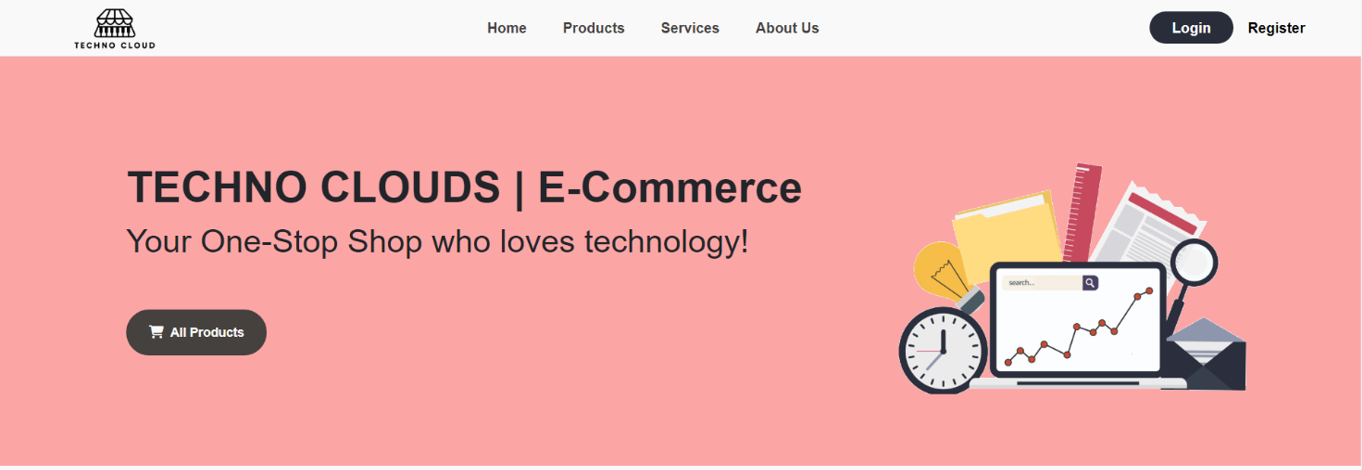 TECHNO CLOUD
Home Products Services About Us
Login Register
TECHNO CLOUDS | E-Commerce
Your One-Stop Shop who loves technology!
All Products
search...